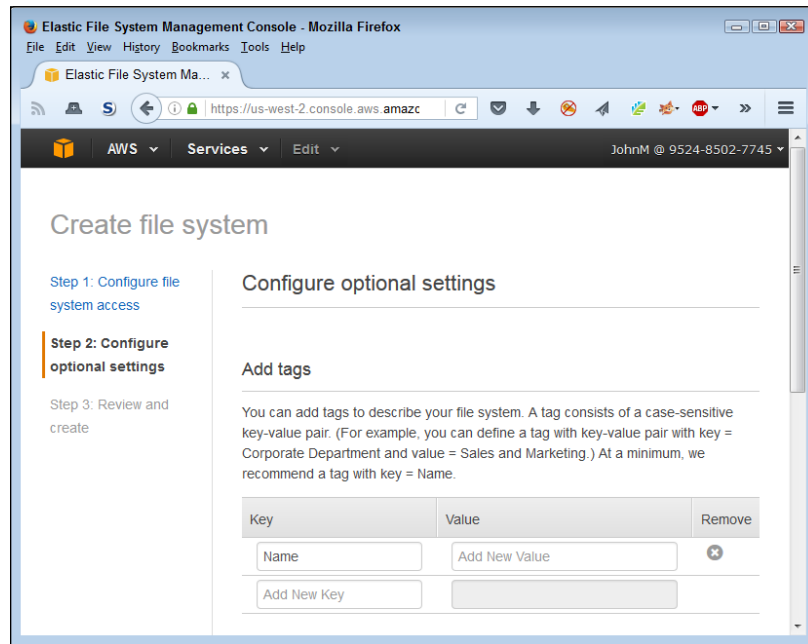 Elastic File System Management Console - Mozilla Firefox
File Edit View History Bookmarks Tools Help
Elastic File System Ma... ×
S) https://us-west-2.console.aws.amazc ABP »
AWS Services Edit JohnM @ 9524-8502-7745
Create file system
Step 1: Configure file
system access
Step 2: Configure
optional settings
Step 3: Review and
create
Configure optional settings
Add tags
You can add tags to describe your file system. A tag consists of a case-sensitive
key-value pair. (For example, you can define a tag with key-value pair with key =
Corporate Department and value = Sales and Marketing.) At a minimum, we
recommend a tag with key = Name.
Key Value Remove
Name Add New Value
Add New Key